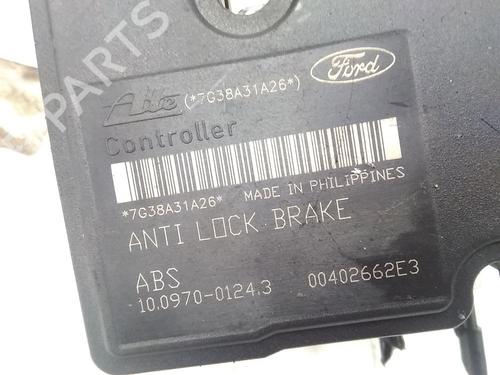 PARTS
Ate (*7G38A31A26*) Ford
Controller
*7G38A31A26* MADE IN PHILIPPINES
ANTI LOCK BRAKE
ABS
10.0970-0124.3 00402662E3